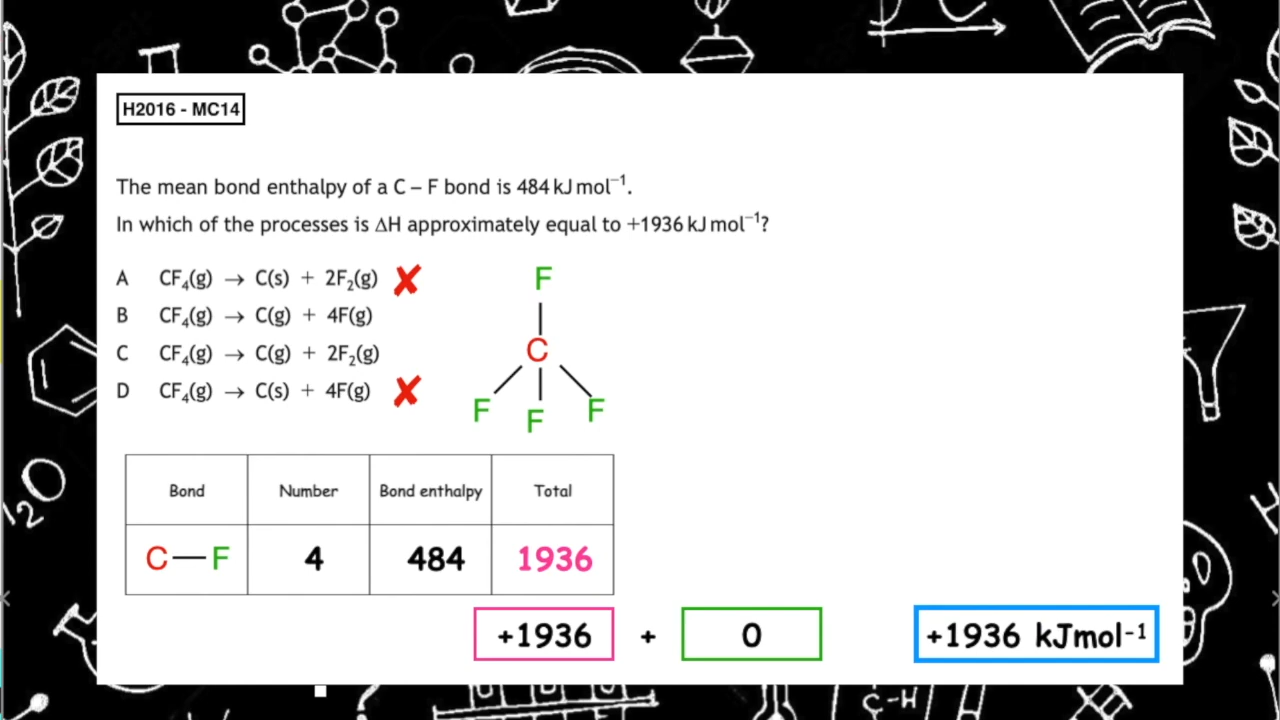 H2016 - MC14
The mean bond enthalpy of a C – F bond is 484 kJ mol⁻¹.
In which of the processes is ΔH approximately equal to +1936 kJ mol⁻¹?
A CF₄(g) → C(s) + 2F₂(g) ✘
B CF₄(g) → C(g) + 4F(g)
C CF₄(g) → C(g) + 2F₂(g)
D CF₄(g) → C(s) + 4F(g) ✘
F
C
F F F
Bond Number Bond enthalpy Total
C—F 4 484 1936
+1936 + 0 +1936 kJmol⁻¹
₂O
H
C-H